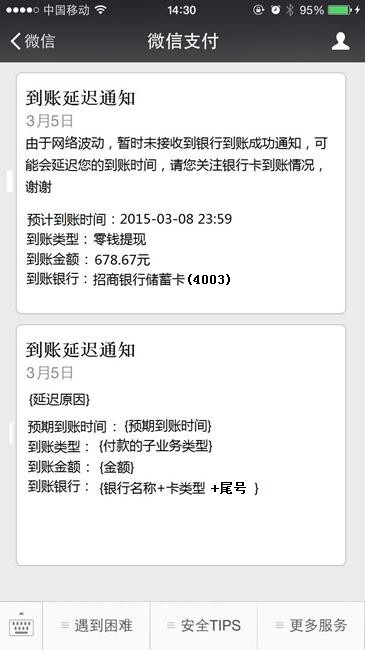 中国移动 14:30 95%
微信 微信支付
到账延迟通知
3月5日
由于网络波动，暂时未接收到银行到账成功通知，可
能会延迟您的到账时间，请您关注银行卡到账情况，
谢谢
预计到账时间：2015-03-08 23:59
到账类型：零钱提现
到账金额：678.67元
到账银行：招商银行储蓄卡(4003)
到账延迟通知
3月5日
{延迟原因}
预期到账时间：{预期到账时间}
到账类型：{付款的子业务类型}
到账金额：{金额}
到账银行：{银行名称+卡类型 +尾号 }
遇到困难 安全TIPS 更多服务